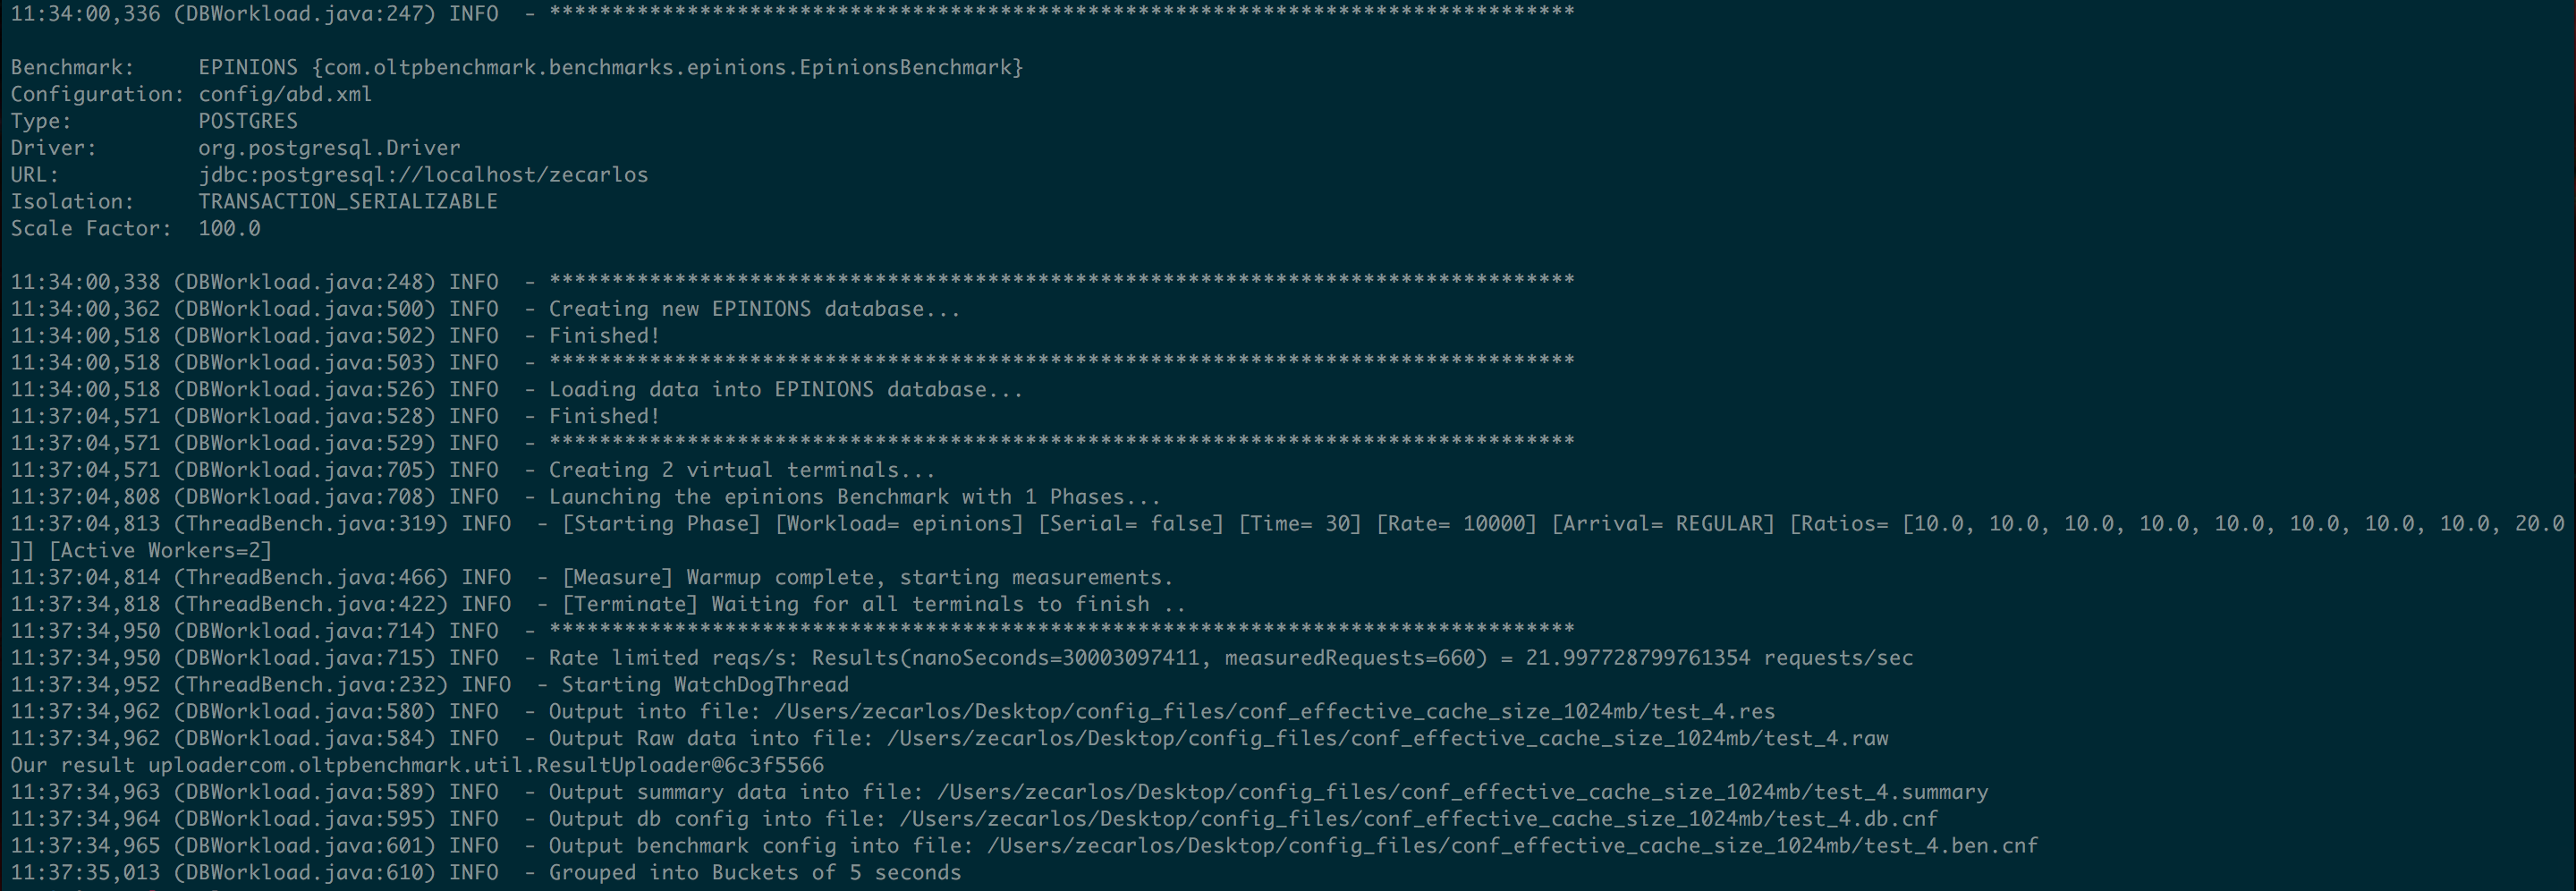 11:34:00,336 (DBWorkload.java:247) INFO  - **********************************************************************************
Benchmark:     EPINIONS {com.oltpbenchmark.benchmarks.epinions.EpinionsBenchmark}
Configuration: config/abd.xml
Type:          POSTGRES
Driver:        org.postgresql.Driver
URL:           jdbc:postgresql://localhost/zecarlos
Isolation:     TRANSACTION_SERIALIZABLE
Scale Factor:  100.0
11:34:00,338 (DBWorkload.java:248) INFO  - **********************************************************************************
11:34:00,362 (DBWorkload.java:500) INFO  - Creating new EPINIONS database...
11:34:00,518 (DBWorkload.java:502) INFO  - Finished!
11:34:00,518 (DBWorkload.java:503) INFO  - **********************************************************************************
11:34:00,518 (DBWorkload.java:526) INFO  - Loading data into EPINIONS database...
11:37:04,571 (DBWorkload.java:528) INFO  - Finished!
11:37:04,571 (DBWorkload.java:529) INFO  - **********************************************************************************
11:37:04,571 (DBWorkload.java:705) INFO  - Creating 2 virtual terminals...
11:37:04,808 (DBWorkload.java:708) INFO  - Launching the epinions Benchmark with 1 Phases...
11:37:04,813 (ThreadBench.java:319) INFO  - [Starting Phase] [Workload= epinions] [Serial= false] [Time= 30] [Rate= 10000] [Arrival= REGULAR] [Ratios= [10.0, 10.0, 10.0, 10.0, 10.0, 10.0, 10.0, 10.0, 20.0
]] [Active Workers=2]
11:37:04,814 (ThreadBench.java:466) INFO  - [Measure] Warmup complete, starting measurements.
11:37:34,818 (ThreadBench.java:422) INFO  - [Terminate] Waiting for all terminals to finish ..
11:37:34,950 (DBWorkload.java:714) INFO  - **********************************************************************************
11:37:34,950 (DBWorkload.java:715) INFO  - Rate limited reqs/s: Results(nanoSeconds=30003097411, measuredRequests=660) = 21.997728799761354 requests/sec
11:37:34,952 (ThreadBench.java:232) INFO  - Starting WatchDogThread
11:37:34,962 (DBWorkload.java:580) INFO  - Output into file: /Users/zecarlos/Desktop/config_files/conf_effective_cache_size_1024mb/test_4.res
11:37:34,962 (DBWorkload.java:584) INFO  - Output Raw data into file: /Users/zecarlos/Desktop/config_files/conf_effective_cache_size_1024mb/test_4.raw
Our result uploadercom.oltpbenchmark.util.ResultUploader@6c3f5566
11:37:34,963 (DBWorkload.java:589) INFO  - Output summary data into file: /Users/zecarlos/Desktop/config_files/conf_effective_cache_size_1024mb/test_4.summary
11:37:34,964 (DBWorkload.java:595) INFO  - Output db config into file: /Users/zecarlos/Desktop/config_files/conf_effective_cache_size_1024mb/test_4.db.cnf
11:37:34,965 (DBWorkload.java:601) INFO  - Output benchmark config into file: /Users/zecarlos/Desktop/config_files/conf_effective_cache_size_1024mb/test_4.ben.cnf
11:37:35,013 (DBWorkload.java:610) INFO  - Grouped into Buckets of 5 seconds